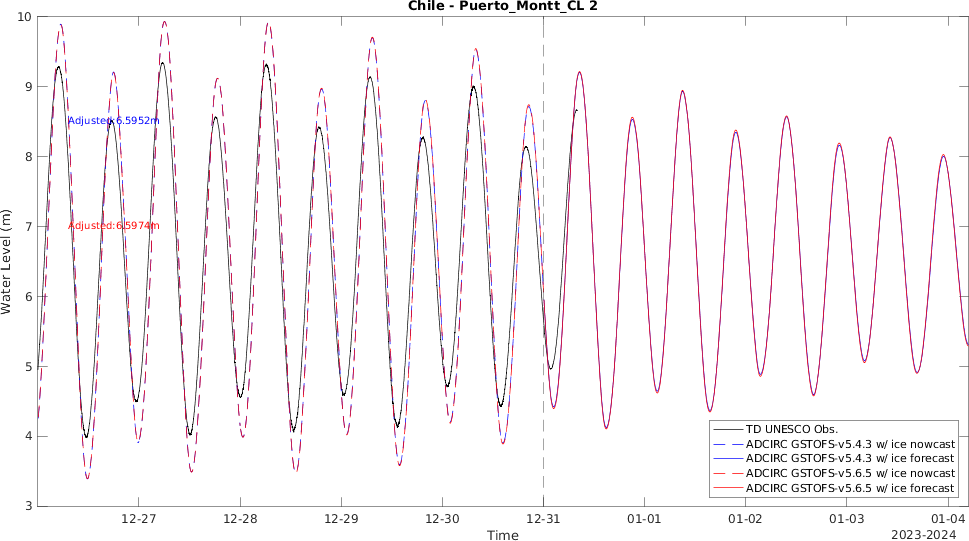 Chile - Puerto_Montt_CL 2
10
9
8
7
6
5
4
3
Water Level (m)
Adjusted:6.5952m
Adjusted:6.5974m
TD UNESCO Obs.
ADCIRC GSTOFS-v5.4.3 w/ ice nowcast
ADCIRC GSTOFS-v5.4.3 w/ ice forecast
ADCIRC GSTOFS-v5.6.5 w/ ice nowcast
ADCIRC GSTOFS-v5.6.5 w/ ice forecast
12-27 12-28 12-29 12-30 12-31 01-01 01-02 01-03 01-04
Time
2023-2024